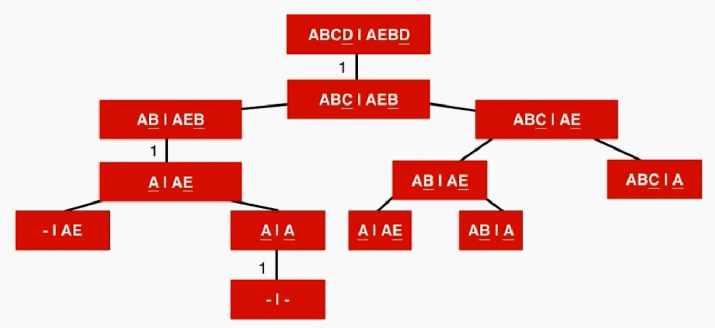 ABCD | AEBD
1
ABC | AEB
AB | AEB
ABC | AE
1
A | AE
AB | AE
ABC | A
- | AE
A | A
A | AE
AB | A
1
- | -